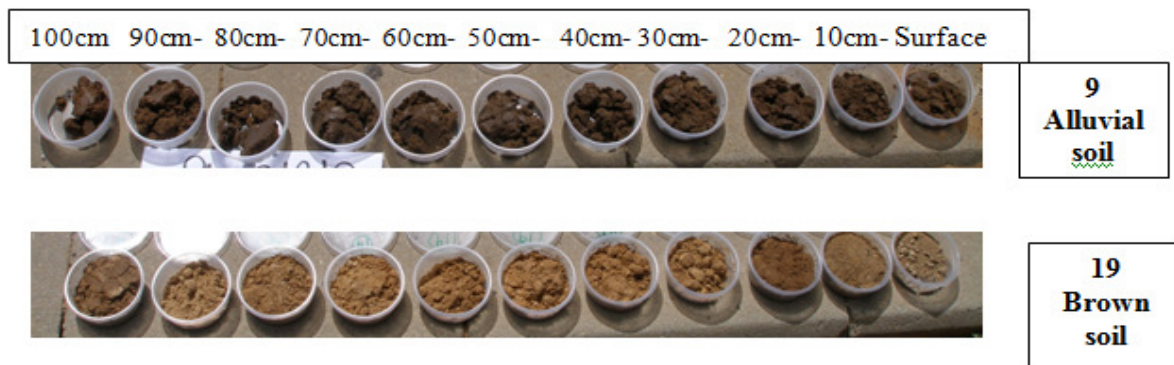 100cm 90cm- 80cm- 70cm- 60cm- 50cm- 40cm- 30cm- 20cm- 10cm- Surface
9
Alluvial
soil
19
Brown
soil